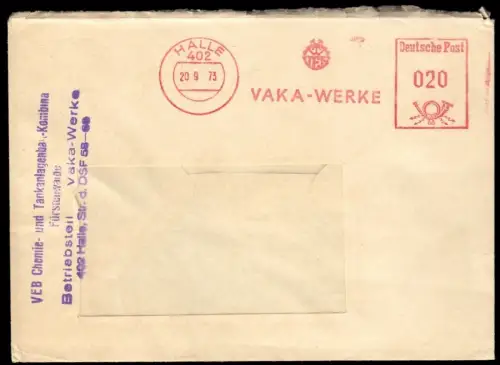 HALLE
402
20 9 73
VAKA-WERKE
Deutsche Post
020
VEB Chemie- und Tankanlagenbau-Kombinat
Fürstenwalde
Betriebsteil Vaka-Werke
402 Halle, Str. d. DSF 58-68